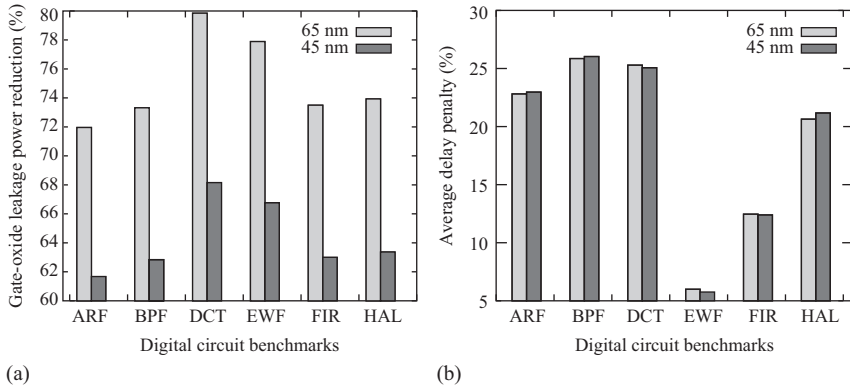 Gate-oxide leakage power reduction (%)
80
78
76
74
72
70
68
66
64
62
60
65 nm
45 nm
ARF BPF DCT EWF FIR HAL
Digital circuit benchmarks
(a)
Average delay penalty (%)
30
25
20
15
10
5
65 nm
45 nm
ARF BPF DCT EWF FIR HAL
Digital circuit benchmarks
(b)